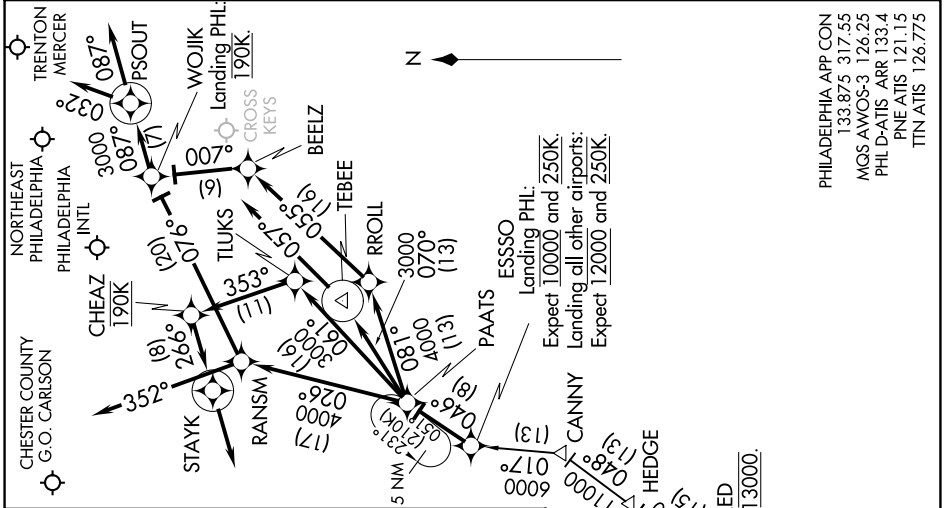 PHILADELPHIA APP CON
133.875 317.55
MQS AWOS-3 126.25
PHL D-ATIS ARR 133.4
PNE ATIS 121.15
TTN ATIS 126.775
TRENTON
MERCER
NORTHEAST
PHILADELPHIA
PHILADELPHIA
INTL
CHESTER COUNTY
G.O. CARLSON
CROSS
KEYS
N
087°
032°
PSOUT
WOJIK
Landing PHL:
190K.
3000
087°
(7)
007°
(9)
BEELZ
076°
(20)
CHEAZ
190K
TLUKS
353°
(11)
266°
(8)
STAYK
352°
RANSM
057°
055°
(16)
TEBEE
RROLL
3000
070°
(13)
(16)
3000
061°
081°
4000
(13)
(17)
4000
026°
PAATS
ESSSO
Landing PHL:
Expect 10000 and 250K.
Landing all other airports:
Expect 12000 and 250K.
5 NM
231°
051°
(210K)
046°
(8)
6000
017°
(13)
CANNY
11000
048°
(13)
HEDGE
(15)
ED
13000.